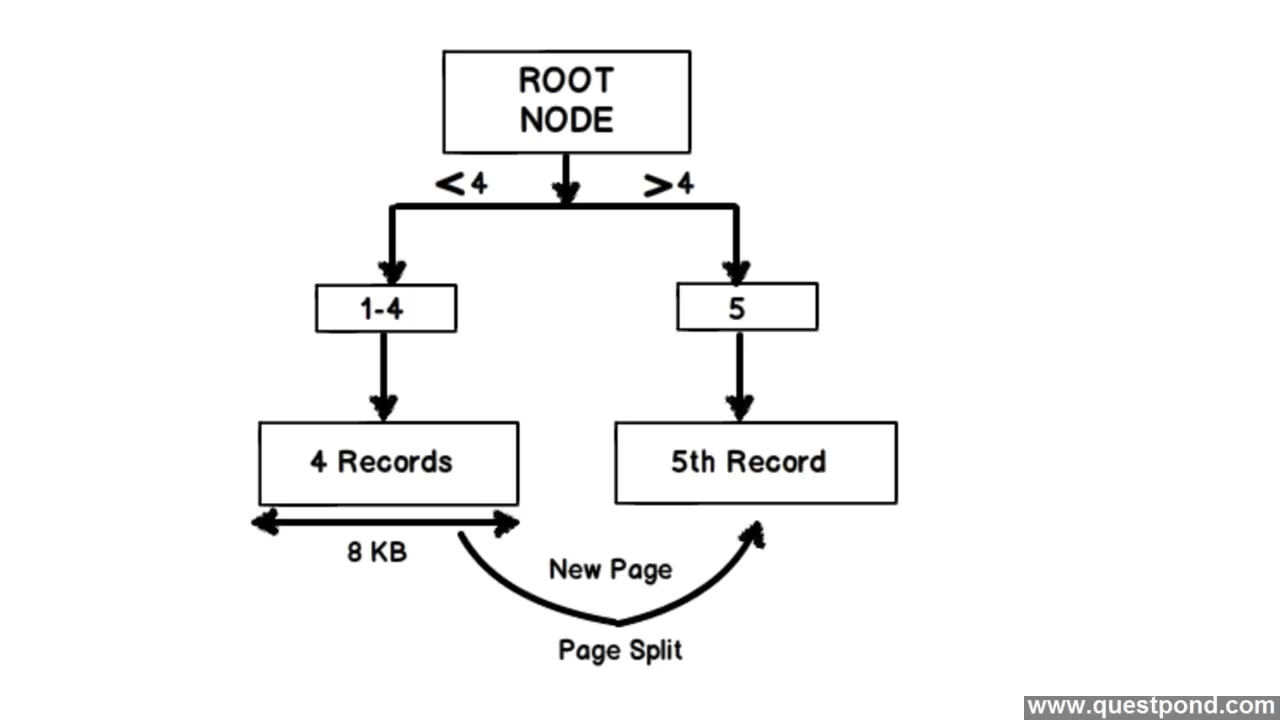 ROOT
NODE
<4
>4
1-4
5
4 Records
5th Record
8 KB
New Page
Page Split
www.questpond.com